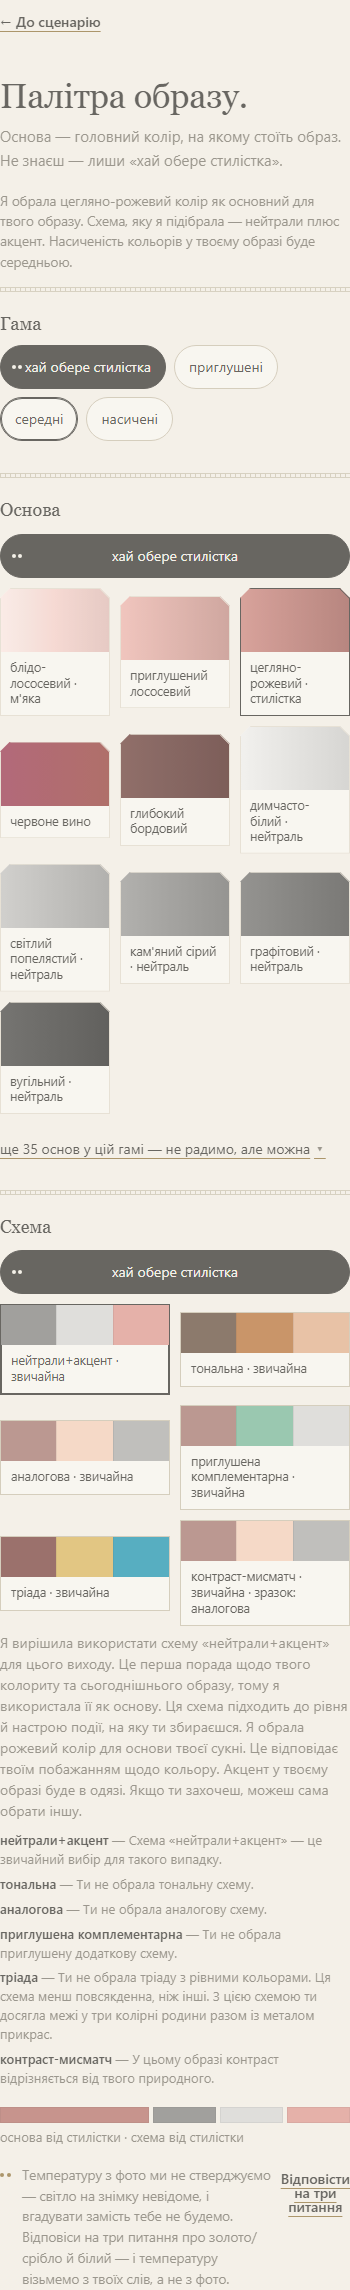 ← До сценарію
Палітра образу.
Основа — головний колір, на якому стоїть образ.
Не знаєш — лиши «хай обере стилістка».
Я обрала цегляно-рожевий колір як основний для
твого образу. Схема, яку я підібрала — нейтрали плюс
акцент. Насиченість кольорів у твоєму образі буде
середньою.
Гама
хай обере стилістка
приглушені
середні
насичені
Основа
хай обере стилістка
блідо-
лососевий ·
м'яка
приглушений
лососевий
цегляно-
рожевий ·
стилістка
червоне вино
глибокий
бордовий
димчасто-
білий ·
нейтраль
світлий
попелястий ·
нейтраль
кам'яний сірий
· нейтраль
графітовий ·
нейтраль
вугільний ·
нейтраль
ще 35 основ у цій гамі — не радимо, але можна ▾
Схема
хай обере стилістка
нейтрали+акцент ·
звичайна
тональна · звичайна
аналогова · звичайна
приглушена
комплементарна ·
звичайна
тріада · звичайна
контраст-мисматч ·
звичайна · зразок:
аналогова
Я вирішила використати схему «нейтрали+акцент»
для цього виходу. Це перша порада щодо твого
колориту та сьогоднішнього образу, тому я
використала її як основу. Ця схема підходить до рівня
й настрою події, на яку ти збираєшся. Я обрала
рожевий колір для основи твоєї сукні. Це відповідає
твоїм побажанням щодо кольору. Акцент у твоєму
образі буде в одязі. Якщо ти захочеш, можеш сама
обрати іншу.
нейтрали+акцент — Схема «нейтрали+акцент» — це
звичайний вибір для такого випадку.
тональна — Ти не обрала тональну схему.
аналогова — Ти не обрала аналогову схему.
приглушена комплементарна — Ти не обрала
приглушену додаткову схему.
тріада — Ти не обрала тріаду з рівними кольорами. Ця
схема менш повсякденна, ніж інші. З цією схемою ти
досягла межі у три колірні родини разом із металом
прикрас.
контраст-мисматч — У цьому образі контраст
відрізняється від твого природного.
основа від стилістки · схема від стилістки
Температуру з фото ми не стверджуємо
— світло на знімку невідоме, і
вгадувати замість тебе не будемо.
Відповіси на три питання про золото/
срібло й білий — і температуру
візьмемо з твоїх слів, а не з фото.
Відповісти
на три
питання